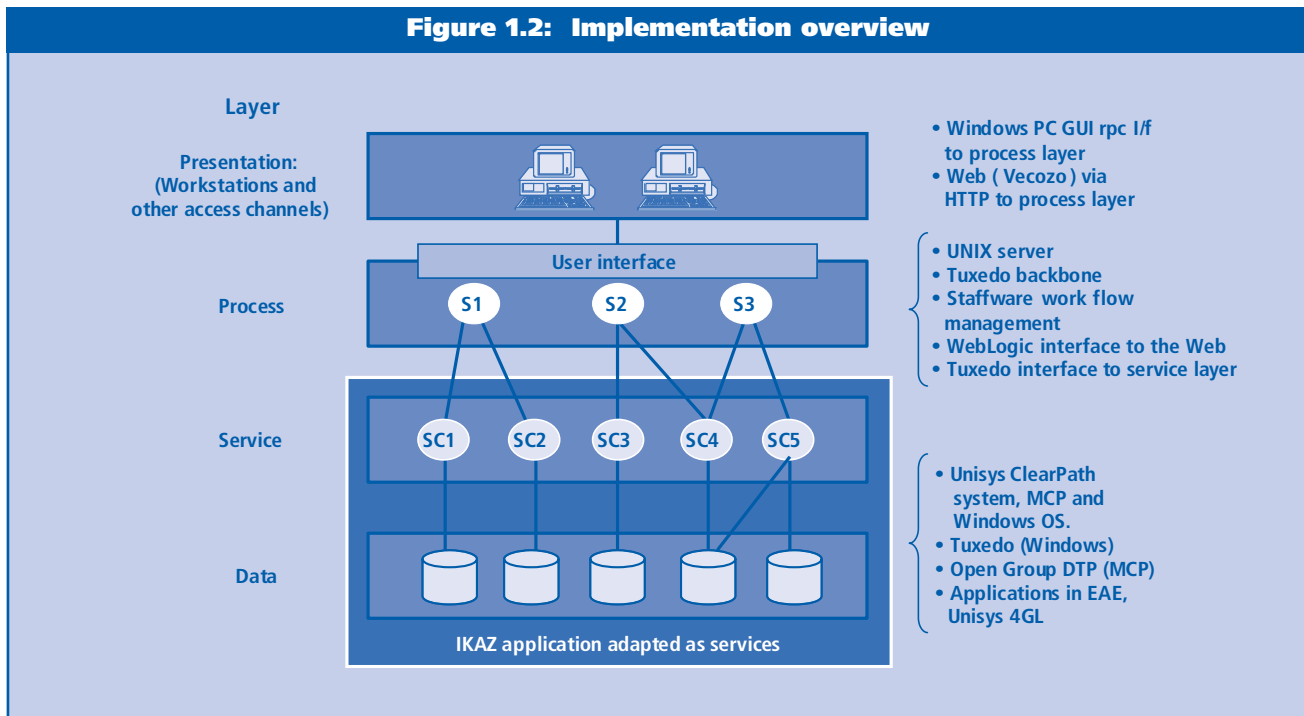 Figure 1.2: Implementation overview
Layer
Presentation:
(Workstations and
other access channels)
• Windows PC GUI rpc I/f
to process layer
• Web ( Vecozo ) via
HTTP to process layer
User interface
Process
S1
S2
S3
• UNIX server
• Tuxedo backbone
• Staffware work flow
management
• WebLogic interface to the Web
• Tuxedo interface to service layer
Service
SC1
SC2
SC3
SC4
SC5
Data
• Unisys ClearPath
system, MCP and
Windows OS.
• Tuxedo (Windows)
• Open Group DTP (MCP)
• Applications in EAE,
Unisys 4GL
IKAZ application adapted as services